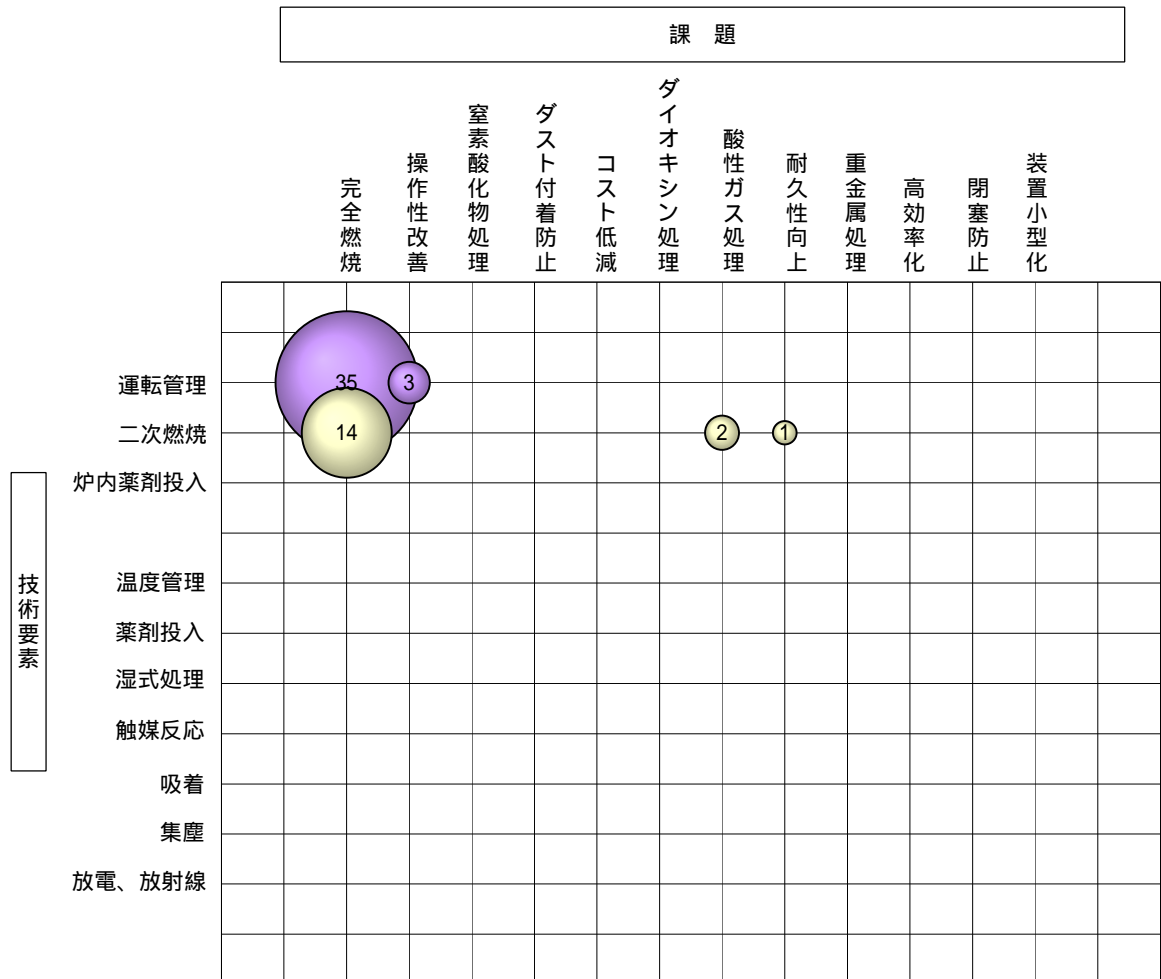 課 題
完全燃焼
操作性改善
窒素酸化物処理
ダスト付着防止
コスト低減
ダイオキシン処理
酸性ガス処理
耐久性向上
重金属処理
高効率化
閉塞防止
装置小型化
技術要素
運転管理
35
3
二次燃焼
14
2
1
炉内薬剤投入
温度管理
薬剤投入
湿式処理
触媒反応
吸着
集塵
放電、放射線